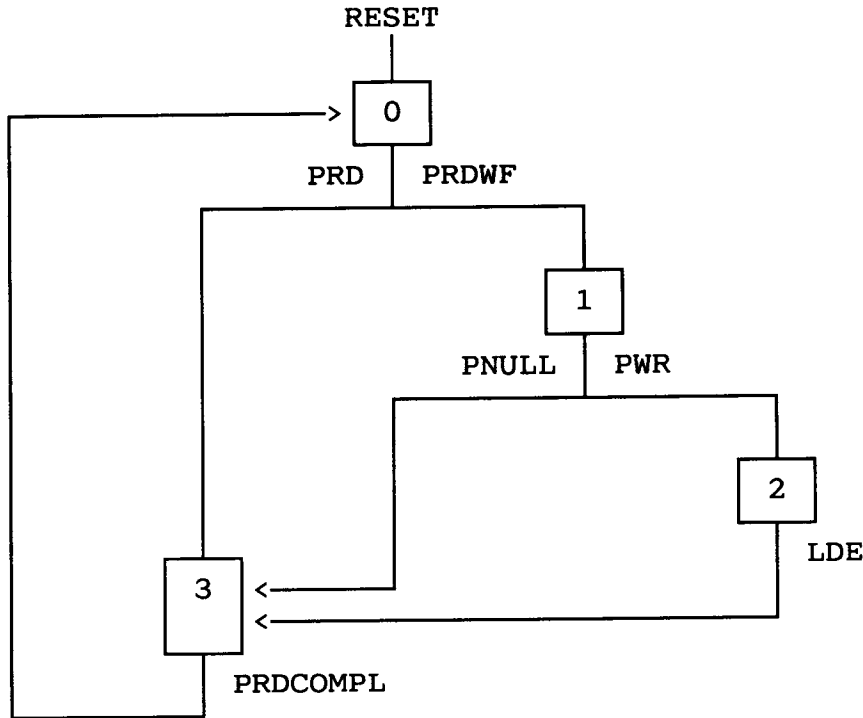 RESET
0
PRD PRDWF
1
PNULL PWR
2
LDE
3
PRDCOMPL